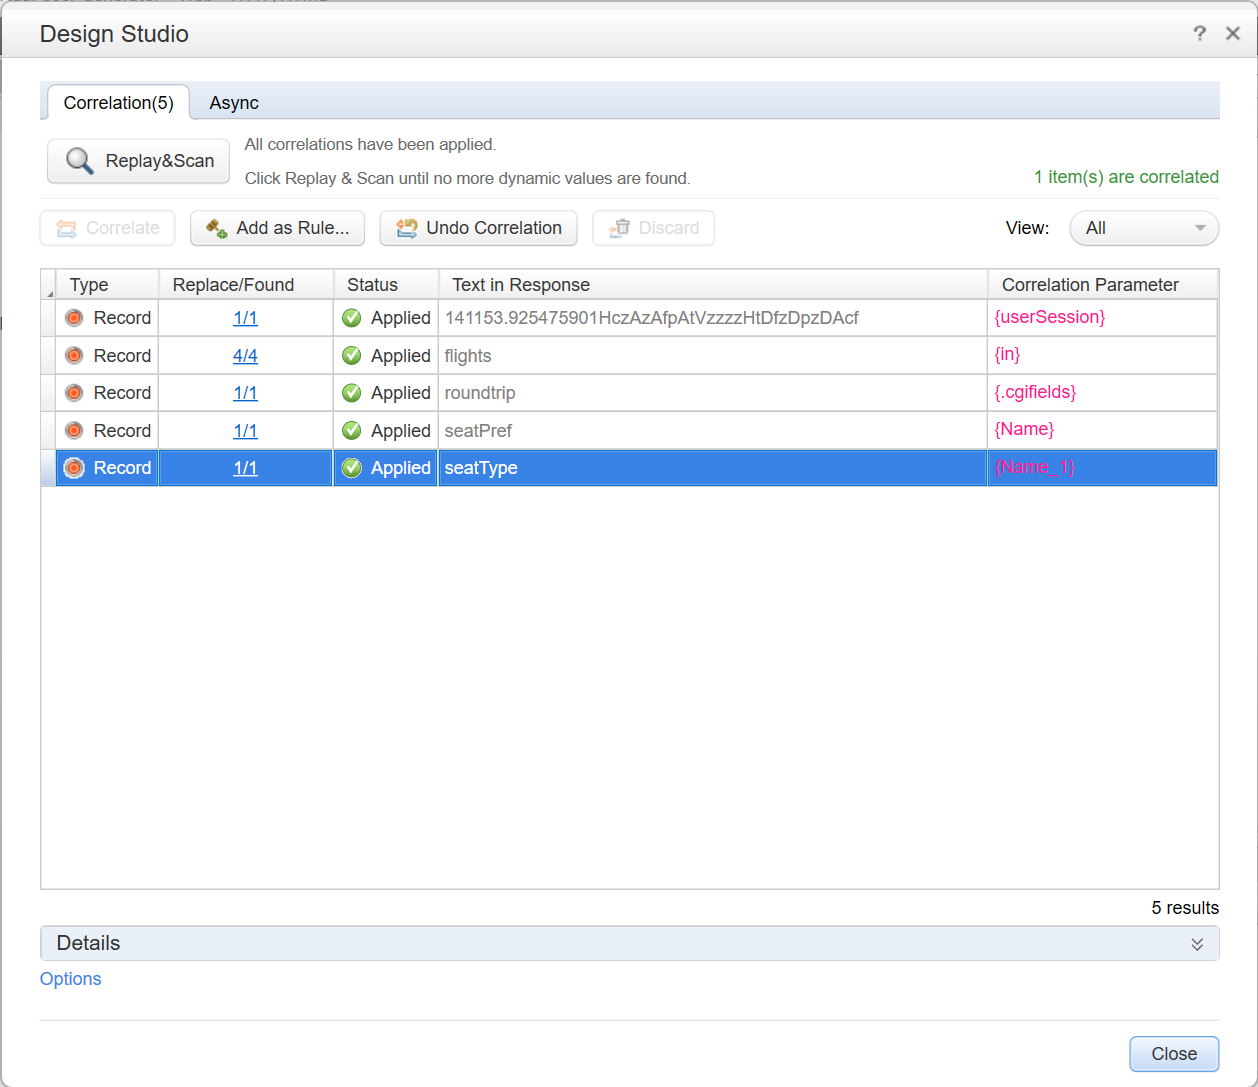 Design Studio
Correlation(5) Async
Replay&Scan
All correlations have been applied.
Click Replay & Scan until no more dynamic values are found.
1 item(s) are correlated
Correlate Add as Rule... Undo Correlation Discard View: All
Type Replace/Found Status Text in Response Correlation Parameter
Record 1/1 Applied 141153.925475901HczAzAfpAtVzzzzHtDfzDpzDAcf {userSession}
Record 4/4 Applied flights {in}
Record 1/1 Applied roundtrip {.cgifields}
Record 1/1 Applied seatPref {Name}
Record 1/1 Applied seatType {Name_1}
5 results
Details
Options
Close